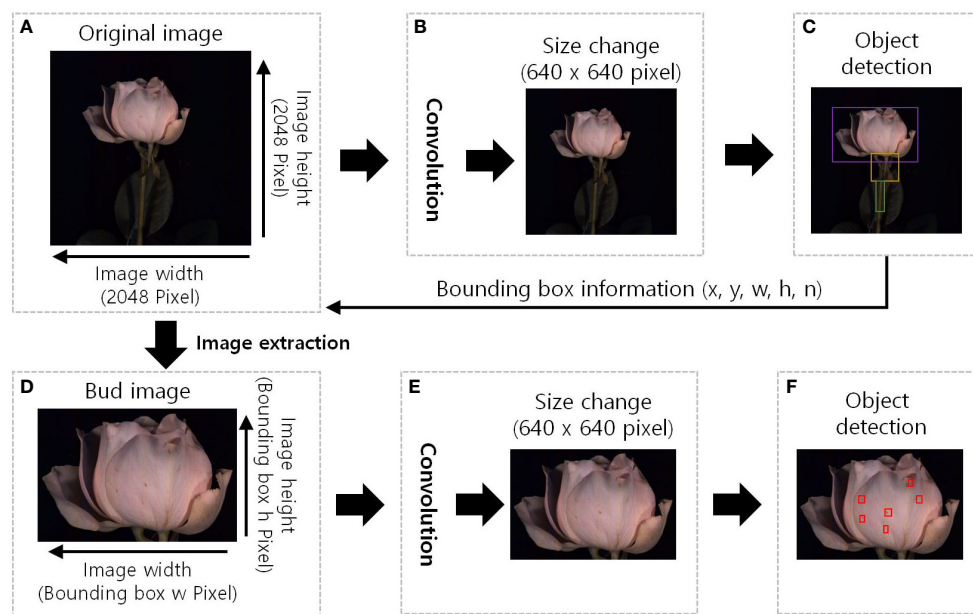 A
Original image
Image height
(2048 Pixel)
Image width
(2048 Pixel)
B
Convolution
Size change
(640 x 640 pixel)
C
Object
detection
Bounding box information (x, y, w, h, n)
Image extraction
D
Bud image
Image height
(Bounding box h Pixel)
Image width
(Bounding box w Pixel)
E
Convolution
Size change
(640 x 640 pixel)
F
Object
detection